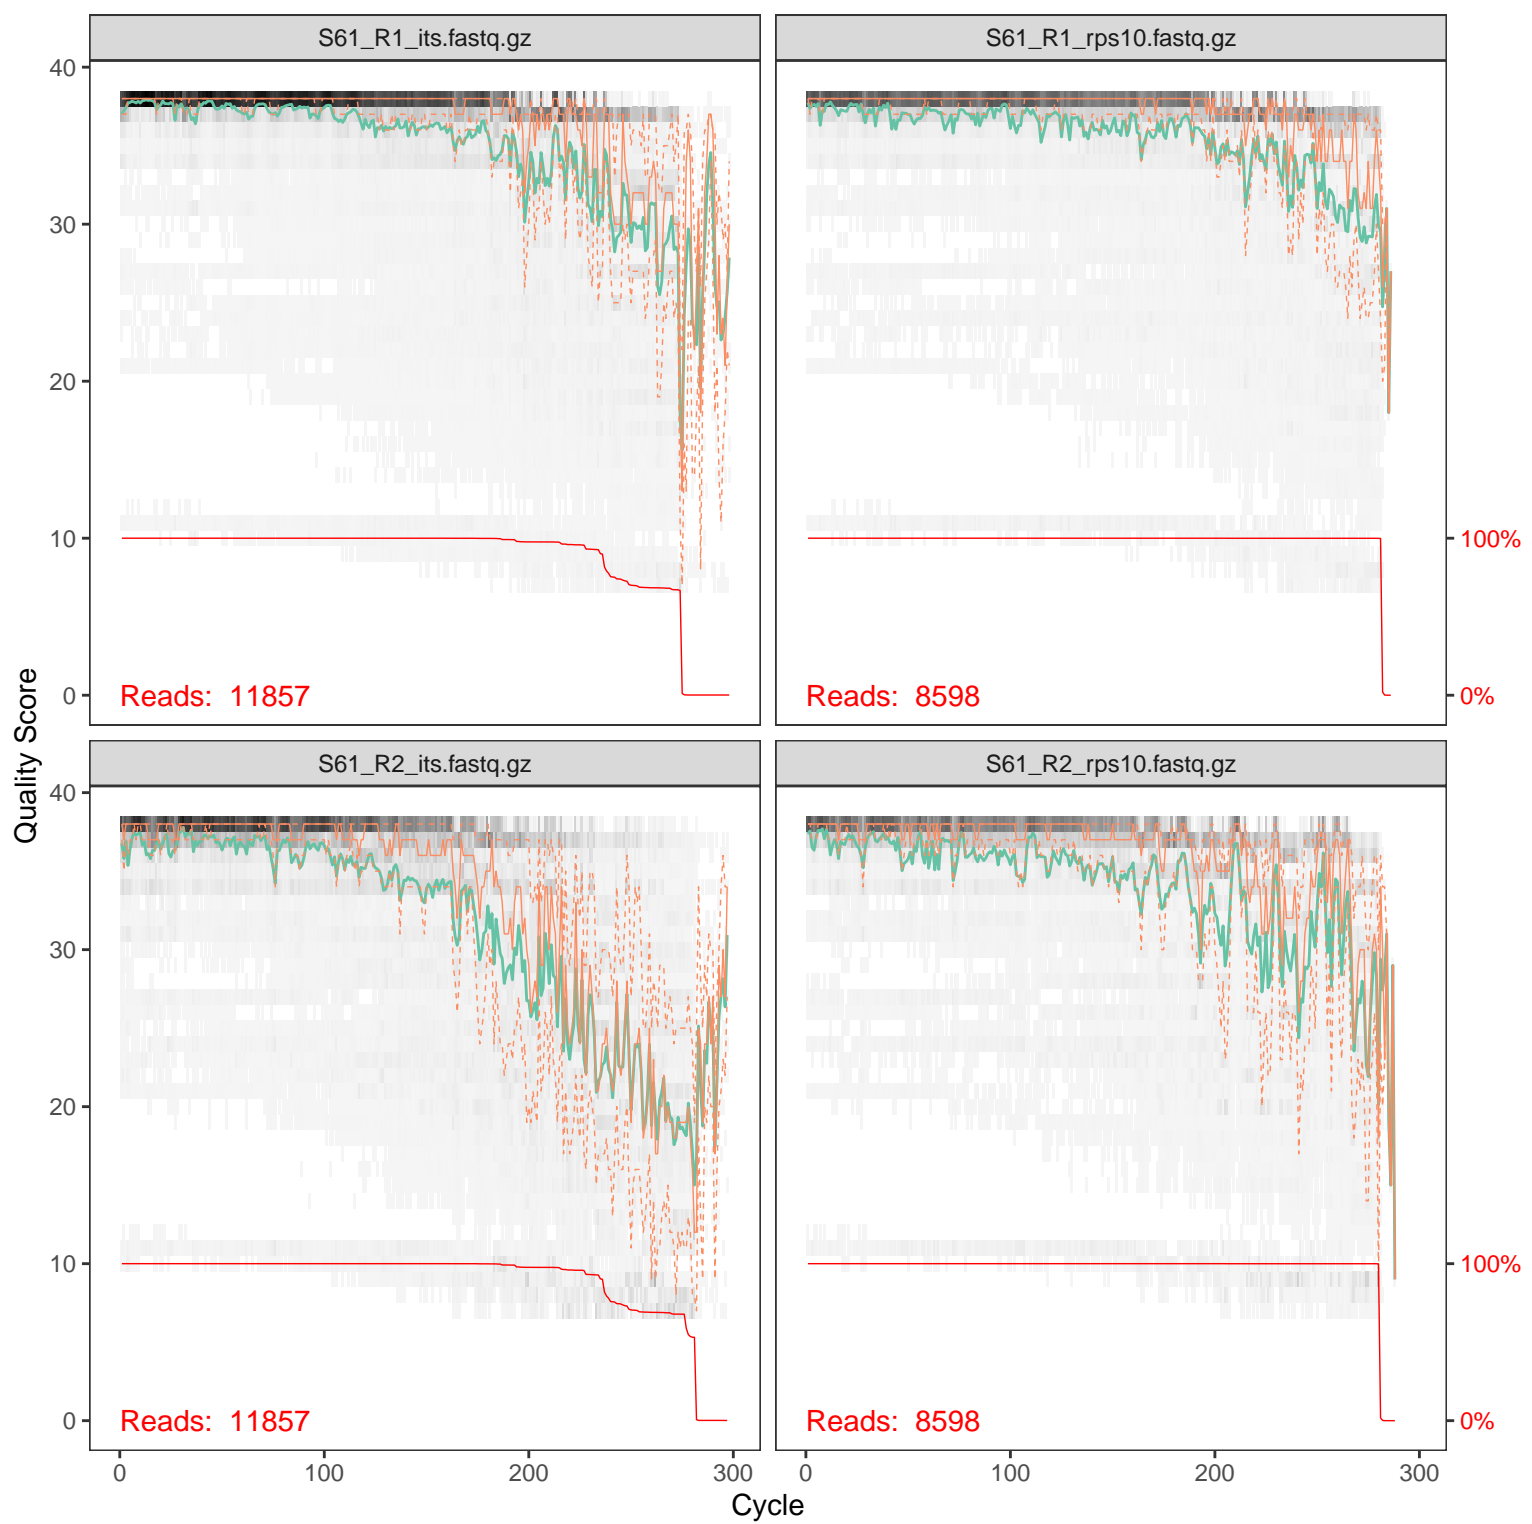 S61_R1_its.fastq.gz
S61_R1_rps10.fastq.gz
40
30
20
10
0
100%
0%
Reads: 11857
Reads: 8598
Quality Score
S61_R2_its.fastq.gz
S61_R2_rps10.fastq.gz
40
30
20
10
0
100%
0%
Reads: 11857
Reads: 8598
0 100 200 300
0 100 200 300
Cycle